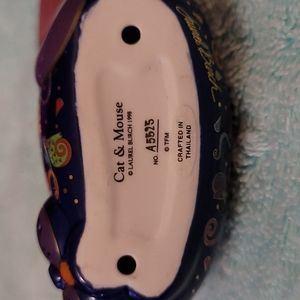 Cat & Mouse
© LAUREL BURCH 1998
NO. A5525
© TFM
CRAFTED IN
THAILAND